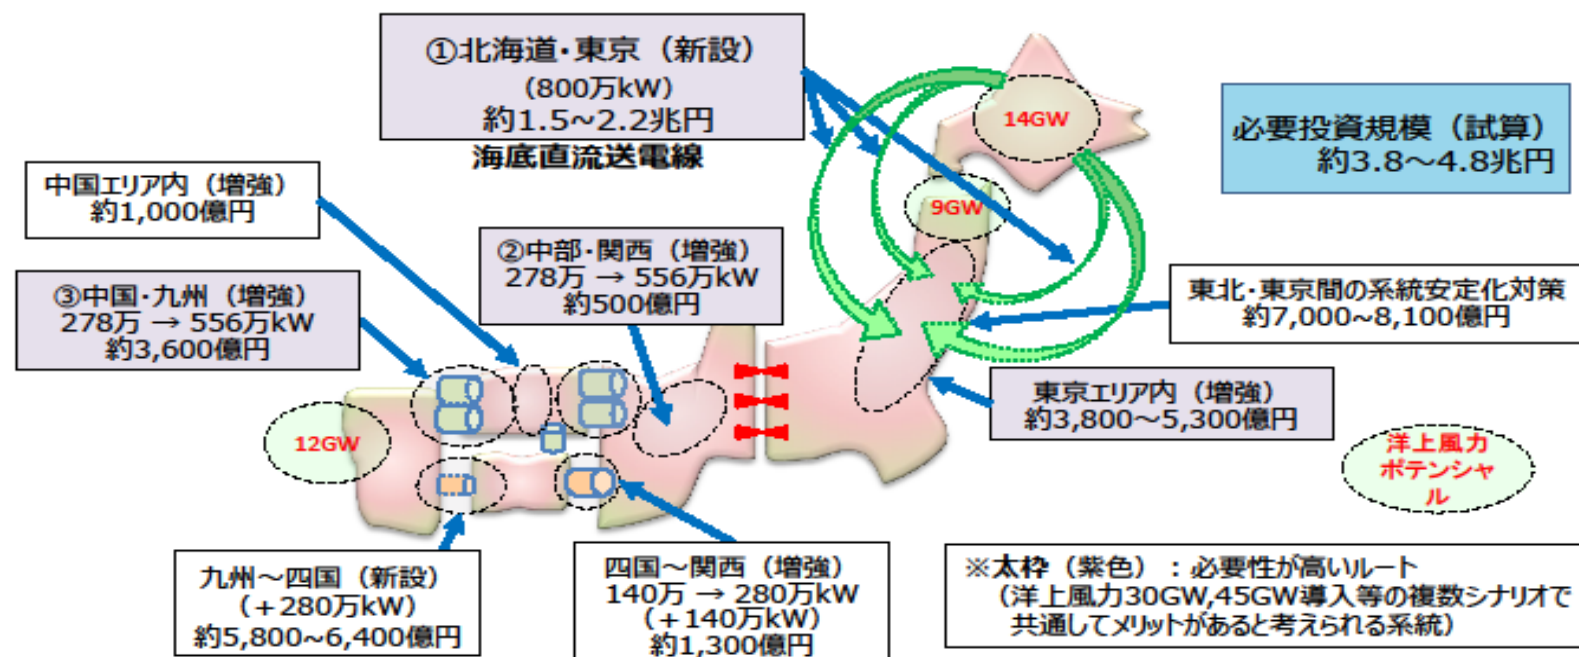 ①北海道・東京（新設）
(800万kW)
約1.5~2.2兆円
海底直流送電線
14GW
必要投資規模（試算）
約3.8～4.8兆円
中国エリア内（増強）
約1,000億円
9GW
②中部・関西（増強）
278万 → 556万kW
約500億円
③中国・九州（増強）
278万 → 556万kW
約3,600億円
東北・東京間の系統安定化対策
約7,000~8,100億円
東京エリア内（増強）
約3,800～5,300億円
12GW
洋上風力
ポテンシャ
ル
九州～四国（新設）
（＋280万kW）
約5,800~6,400億円
四国～関西（増強）
140万 → 280万kW
（＋140万kW）
約1,300億円
※太枠（紫色）：必要性が高いルート
（洋上風力30GW,45GW導入等の複数シナリオで
共通してメリットがあると考えられる系統）